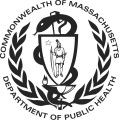 COMMONWEALTH OF MASSACHUSETTS
DEPARTMENT OF PUBLIC HEALTH